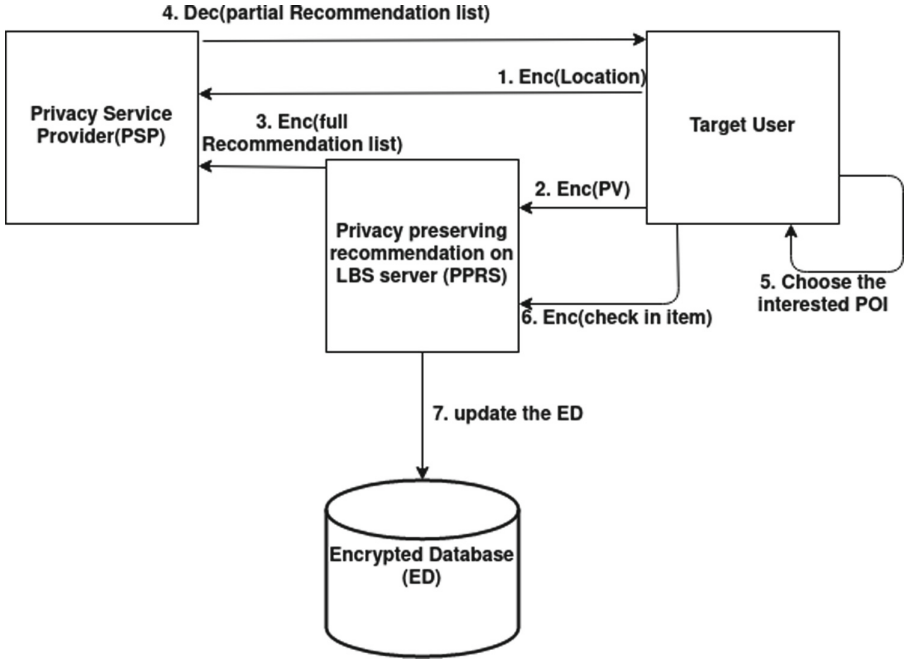 4. Dec(partial Recommendation list)
1. Enc(Location)
Privacy Service
Provider(PSP)
Target User
3. Enc(full
Recommendation list)
2. Enc(PV)
Privacy preserving
recommendation on
LBS server (PPRS)
5. Choose the
interested POI
6. Enc(check in item)
7. update the ED
Encrypted Database
(ED)